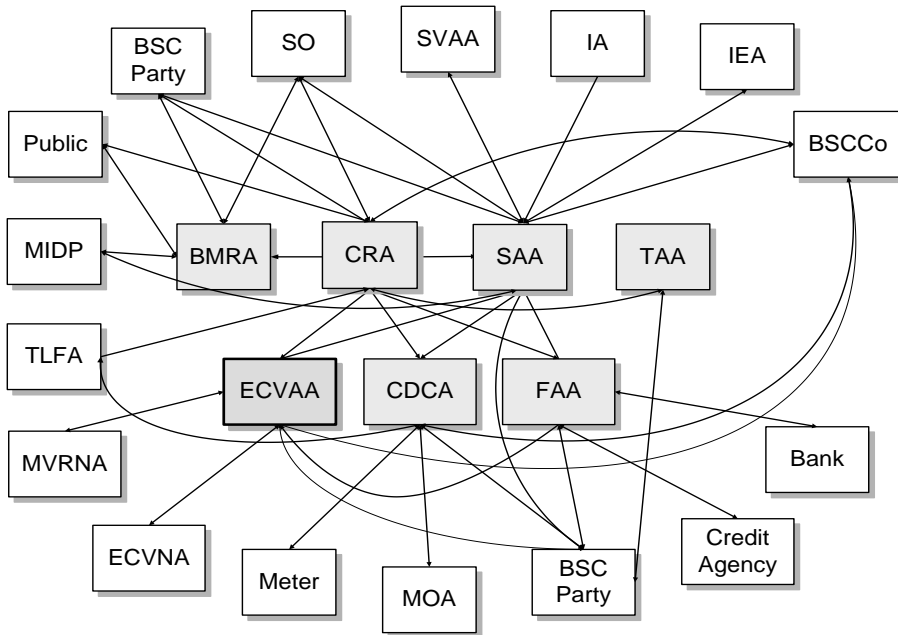 BSC
Party
SO
SVAA
IA
IEA
Public
BSCCo
MIDP
BMRA
CRA
SAA
TAA
TLFA
ECVAA
CDCA
FAA
MVRNA
Bank
ECVNA
Meter
MOA
BSC
Party
Credit
Agency